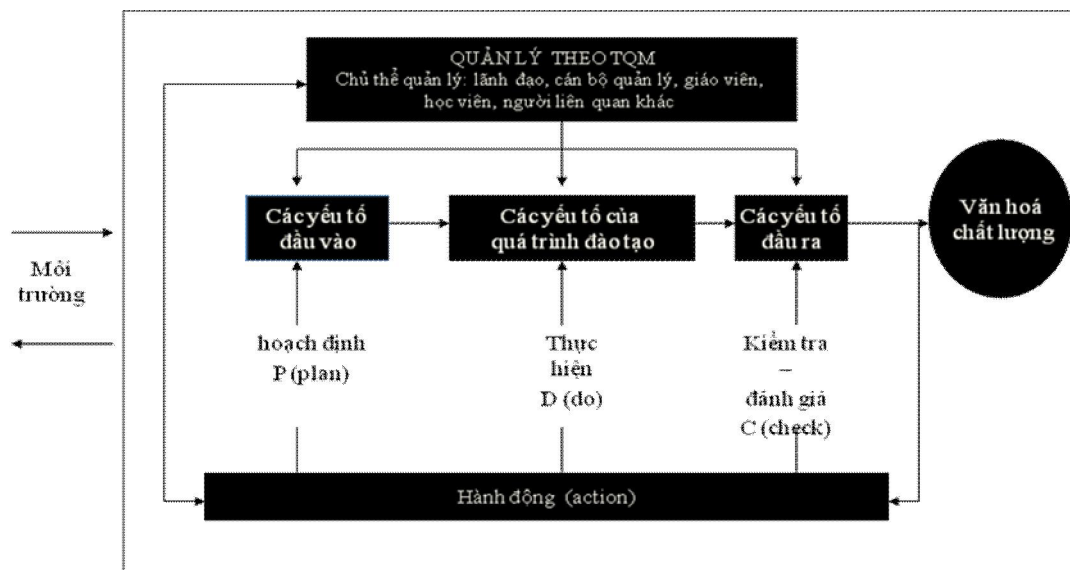 QUẢN LÝ THEO TQM
Chủ thể quản lý: lãnh đạo, cán bộ quản lý, giáo viên,
học viên, người liên quan khác
Các yếu tố
đầu vào
Các yếu tố của
quá trình đào tạo
Các yếu tố
đầu ra
Văn hoá
chất lượng
Môi
trường
hoạch định
P (plan)
Thực
hiện
D (do)
Kiểm tra
–
đánh giá
C (check)
Hành động (action)